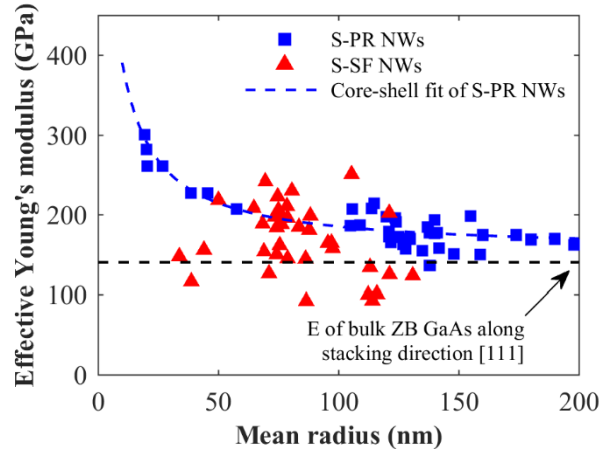 Effective Young's modulus (GPa)
400
300
200
100
0
S-PR NWs
S-SF NWs
Core-shell fit of S-PR NWs
E of bulk ZB GaAs along
stacking direction [111]
0
50
100
150
200
Mean radius (nm)